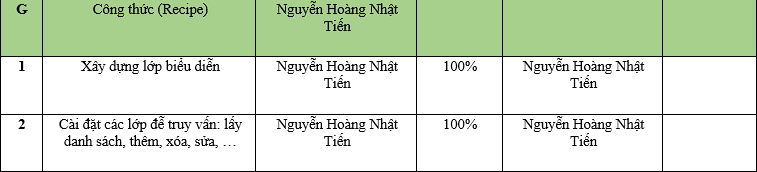 G Công thức (Recipe) Nguyễn Hoàng Nhật
Tiến
1 Xây dựng lớp biểu diễn Nguyễn Hoàng Nhật 100% Nguyễn Hoàng Nhật
Tiến Tiến
2 Cài đặt các lớp để truy vấn: lấy Nguyễn Hoàng Nhật 100% Nguyễn Hoàng Nhật
danh sách, thêm, xóa, sửa, … Tiến Tiến